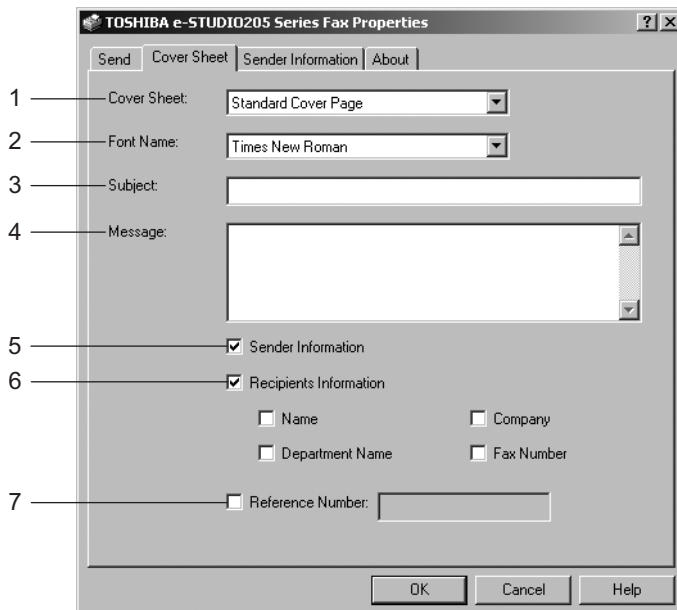 TOSHIBA e-STUDIO205 Series Fax Properties
Send Cover Sheet Sender Information About
1 Cover Sheet: Standard Cover Page
2 Font Name: Times New Roman
3 Subject:
4 Message:
5 Sender Information
6 Recipients Information
Name Company
Department Name Fax Number
7 Reference Number:
OK Cancel Help